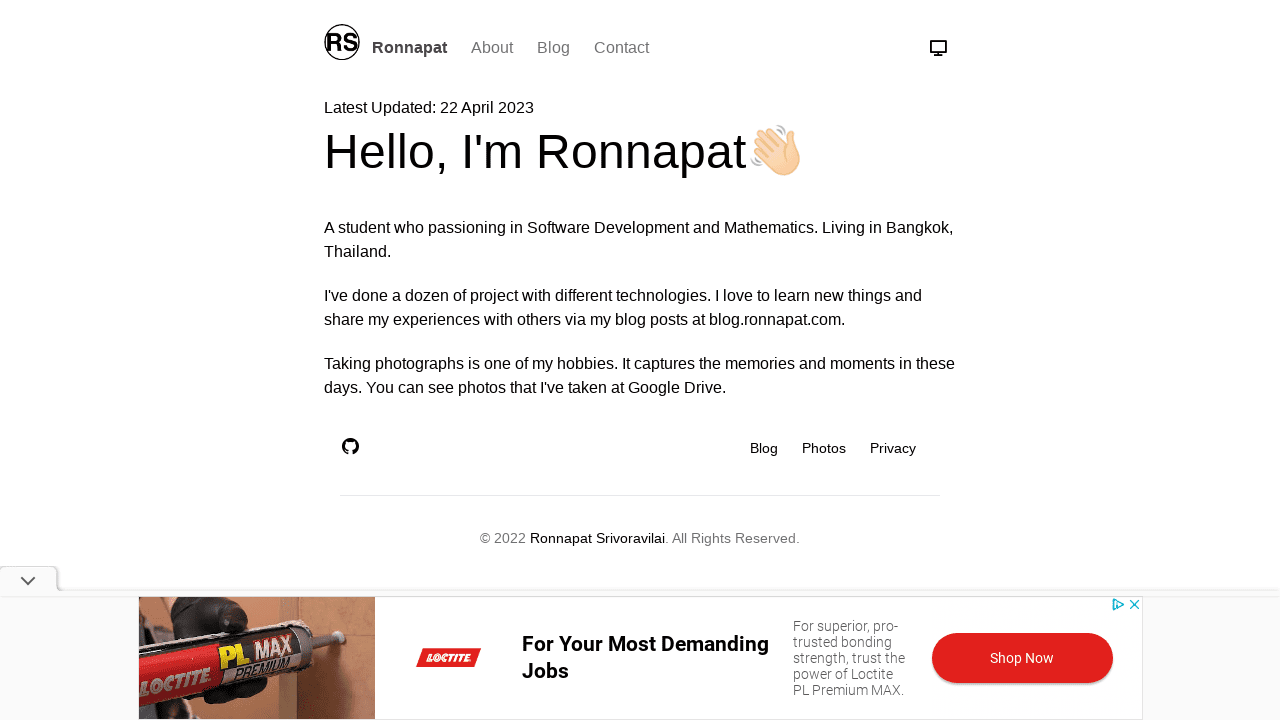 RS
Ronnapat About Blog Contact
Latest Updated: 22 April 2023
Hello, I'm Ronnapat👋🏻
A student who passioning in Software Development and Mathematics. Living in Bangkok,
Thailand.
I've done a dozen of project with different technologies. I love to learn new things and
share my experiences with others via my blog posts at blog.ronnapat.com.
Taking photographs is one of my hobbies. It captures the memories and moments in these
days. You can see photos that I've taken at Google Drive.
Blog Photos Privacy
© 2022 Ronnapat Srivoravilai. All Rights Reserved.
LOCTITE
PL MAX
PREMIUM
LOCTITE
For Your Most Demanding
Jobs
For superior, pro-
trusted bonding
strength, trust the
power of Loctite
PL Premium MAX.
Shop Now